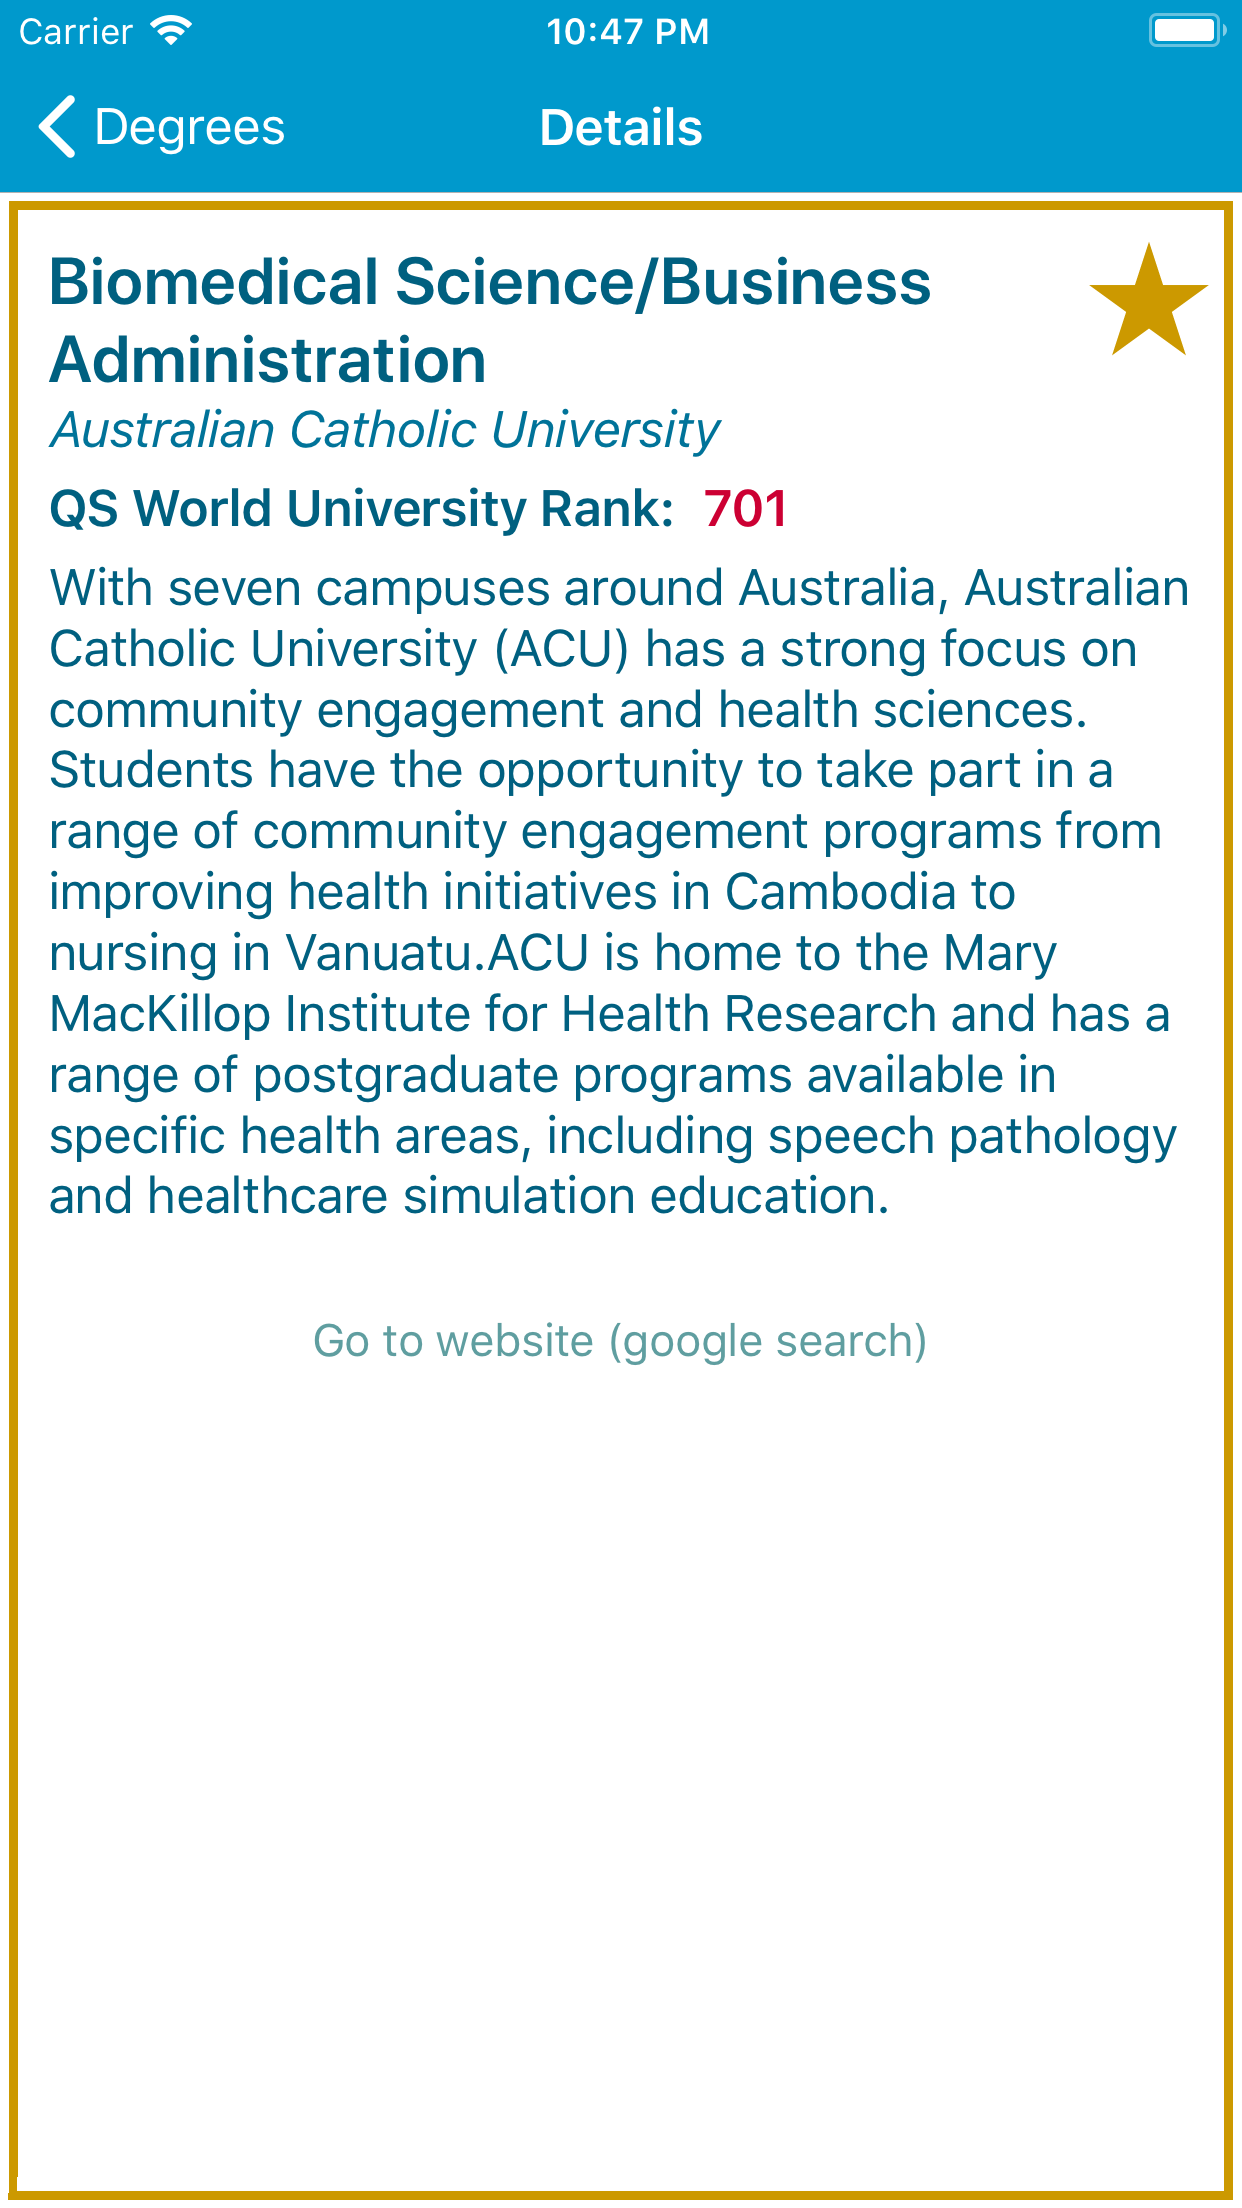 Carrier
10:47 PM
Degrees
Details
Biomedical Science/Business
Administration
Australian Catholic University
QS World University Rank: 701
With seven campuses around Australia, Australian
Catholic University (ACU) has a strong focus on
community engagement and health sciences.
Students have the opportunity to take part in a
range of community engagement programs from
improving health initiatives in Cambodia to
nursing in Vanuatu.ACU is home to the Mary
MacKillop Institute for Health Research and has a
range of postgraduate programs available in
specific health areas, including speech pathology
and healthcare simulation education.
Go to website (google search)